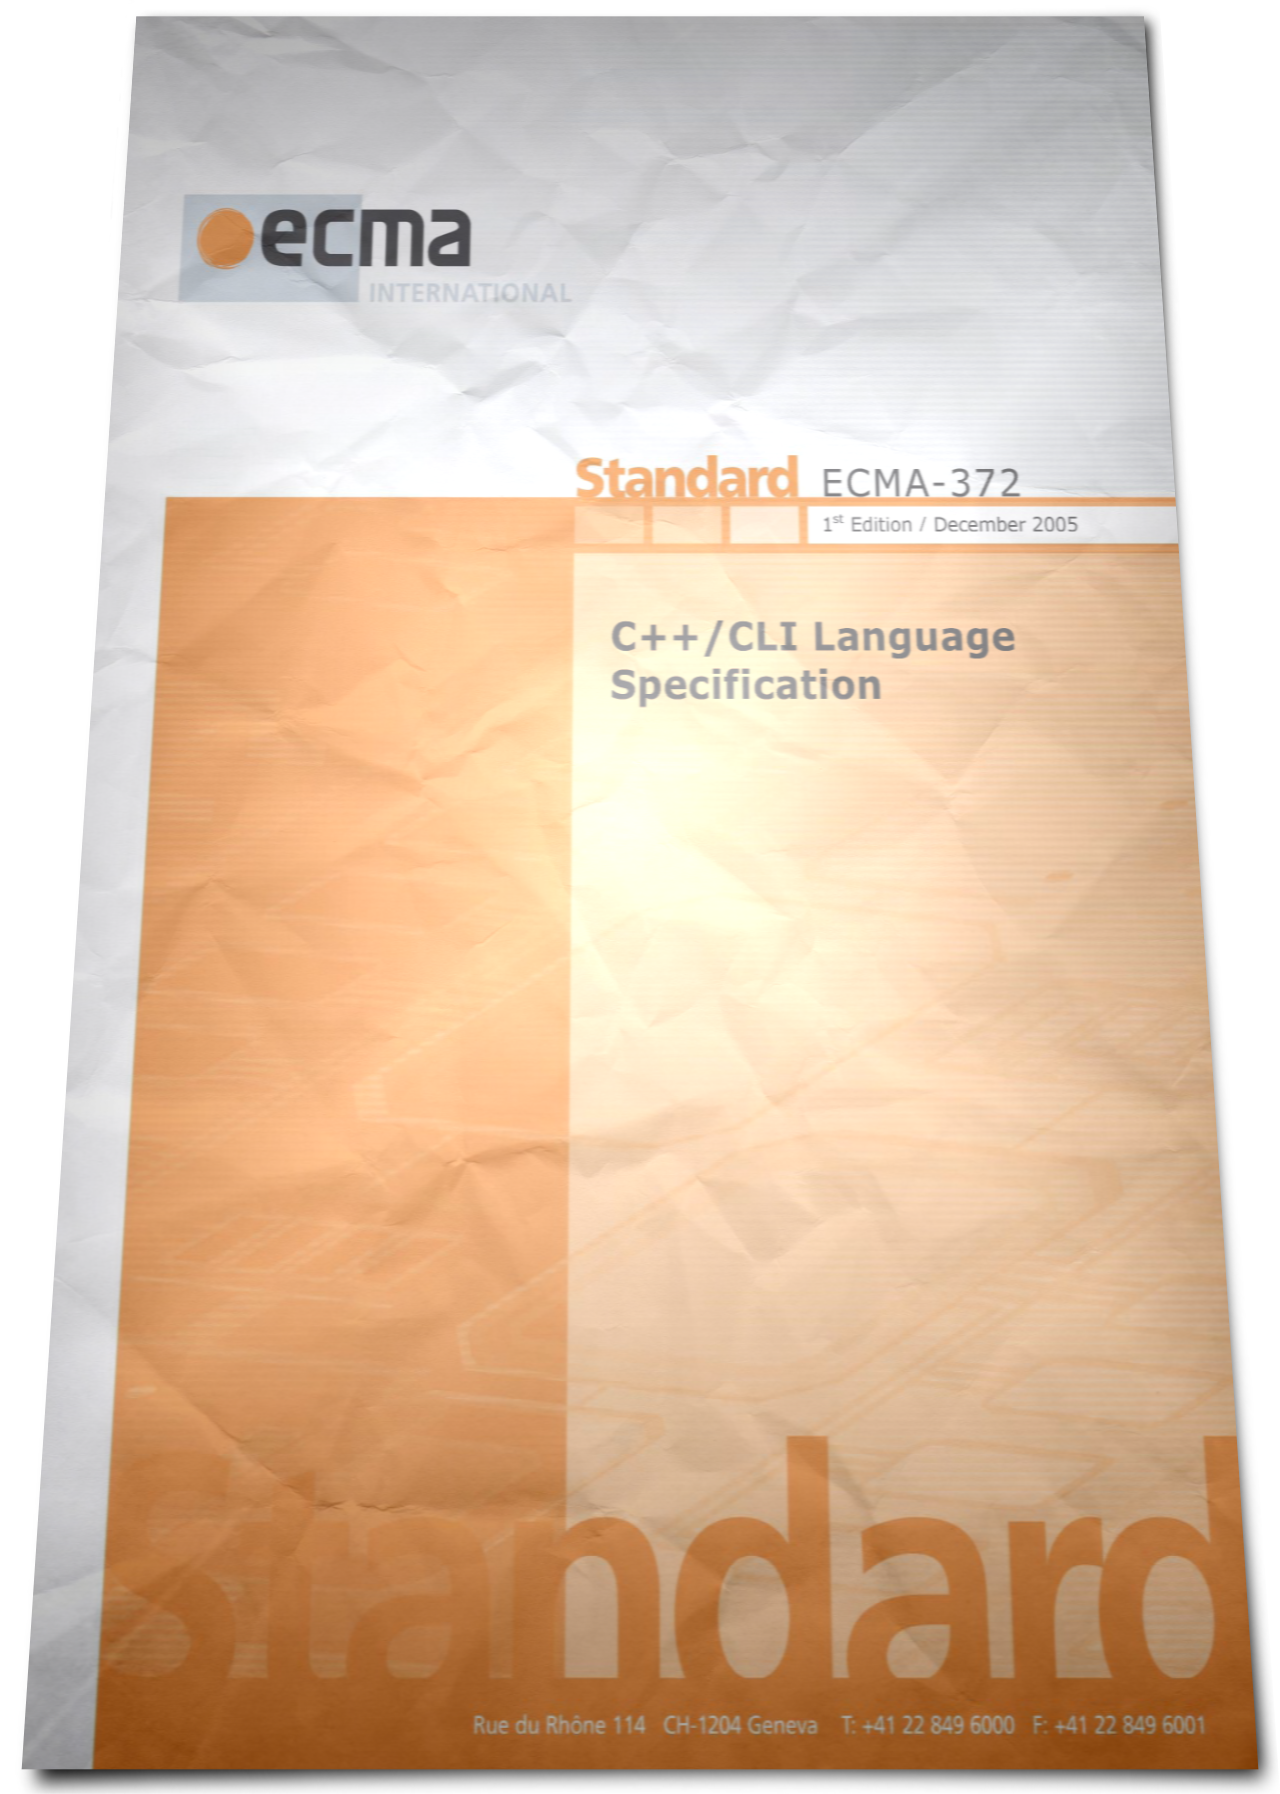 ecma
INTERNATIONAL
Standard ECMA-372
1st Edition / December 2005
C++/CLI Language
Specification
Standard
Rue du Rhône 114 CH-1204 Geneva T: +41 22 849 6000 F: +41 22 849 6001